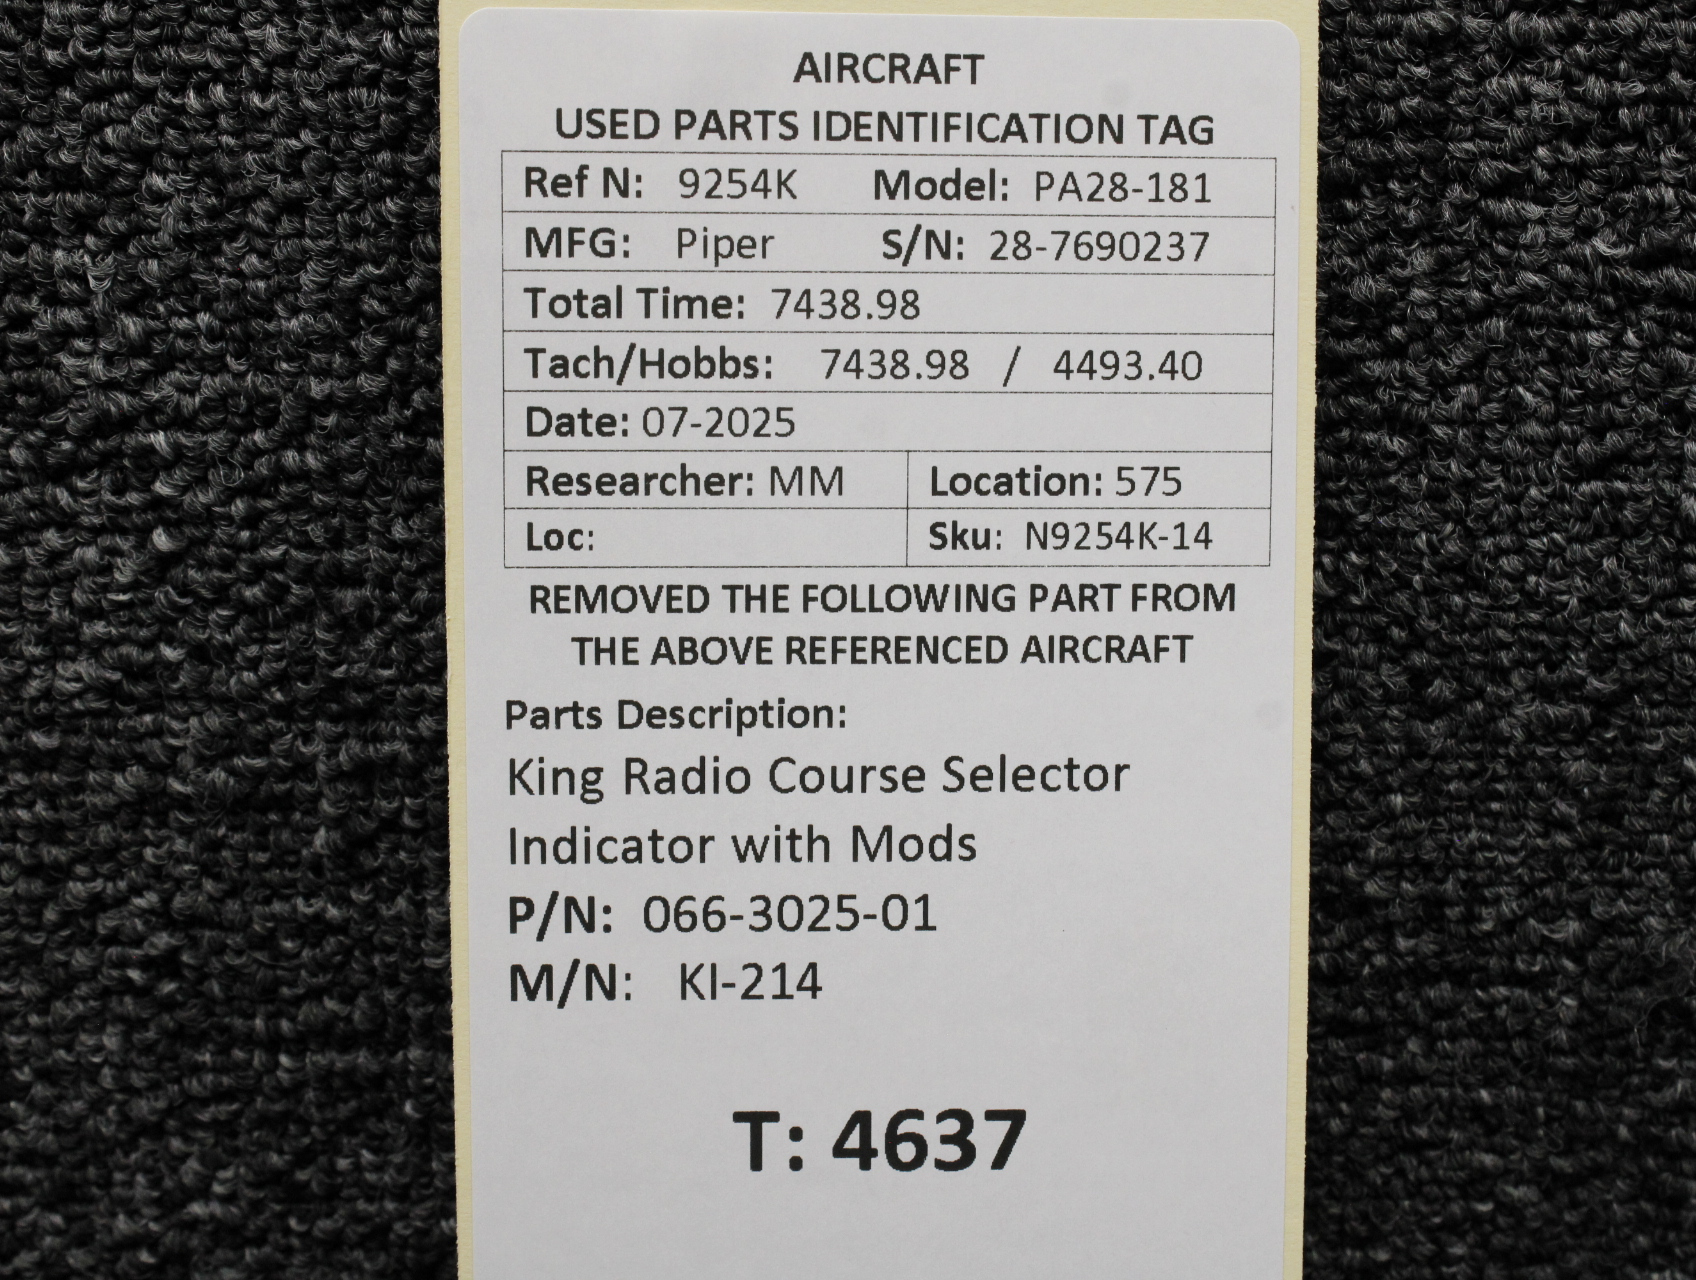 AIRCRAFT
USED PARTS IDENTIFICATION TAG
Ref N: 9254K Model: PA28-181
MFG: Piper S/N: 28-7690237
Total Time: 7438.98
Tach/Hobbs: 7438.98 / 4493.40
Date: 07-2025
Researcher: MM Location: 575
Loc: Sku: N9254K-14
REMOVED THE FOLLOWING PART FROM
THE ABOVE REFERENCED AIRCRAFT
Parts Description:
King Radio Course Selector
Indicator with Mods
P/N: 066-3025-01
M/N: KI-214
T: 4637